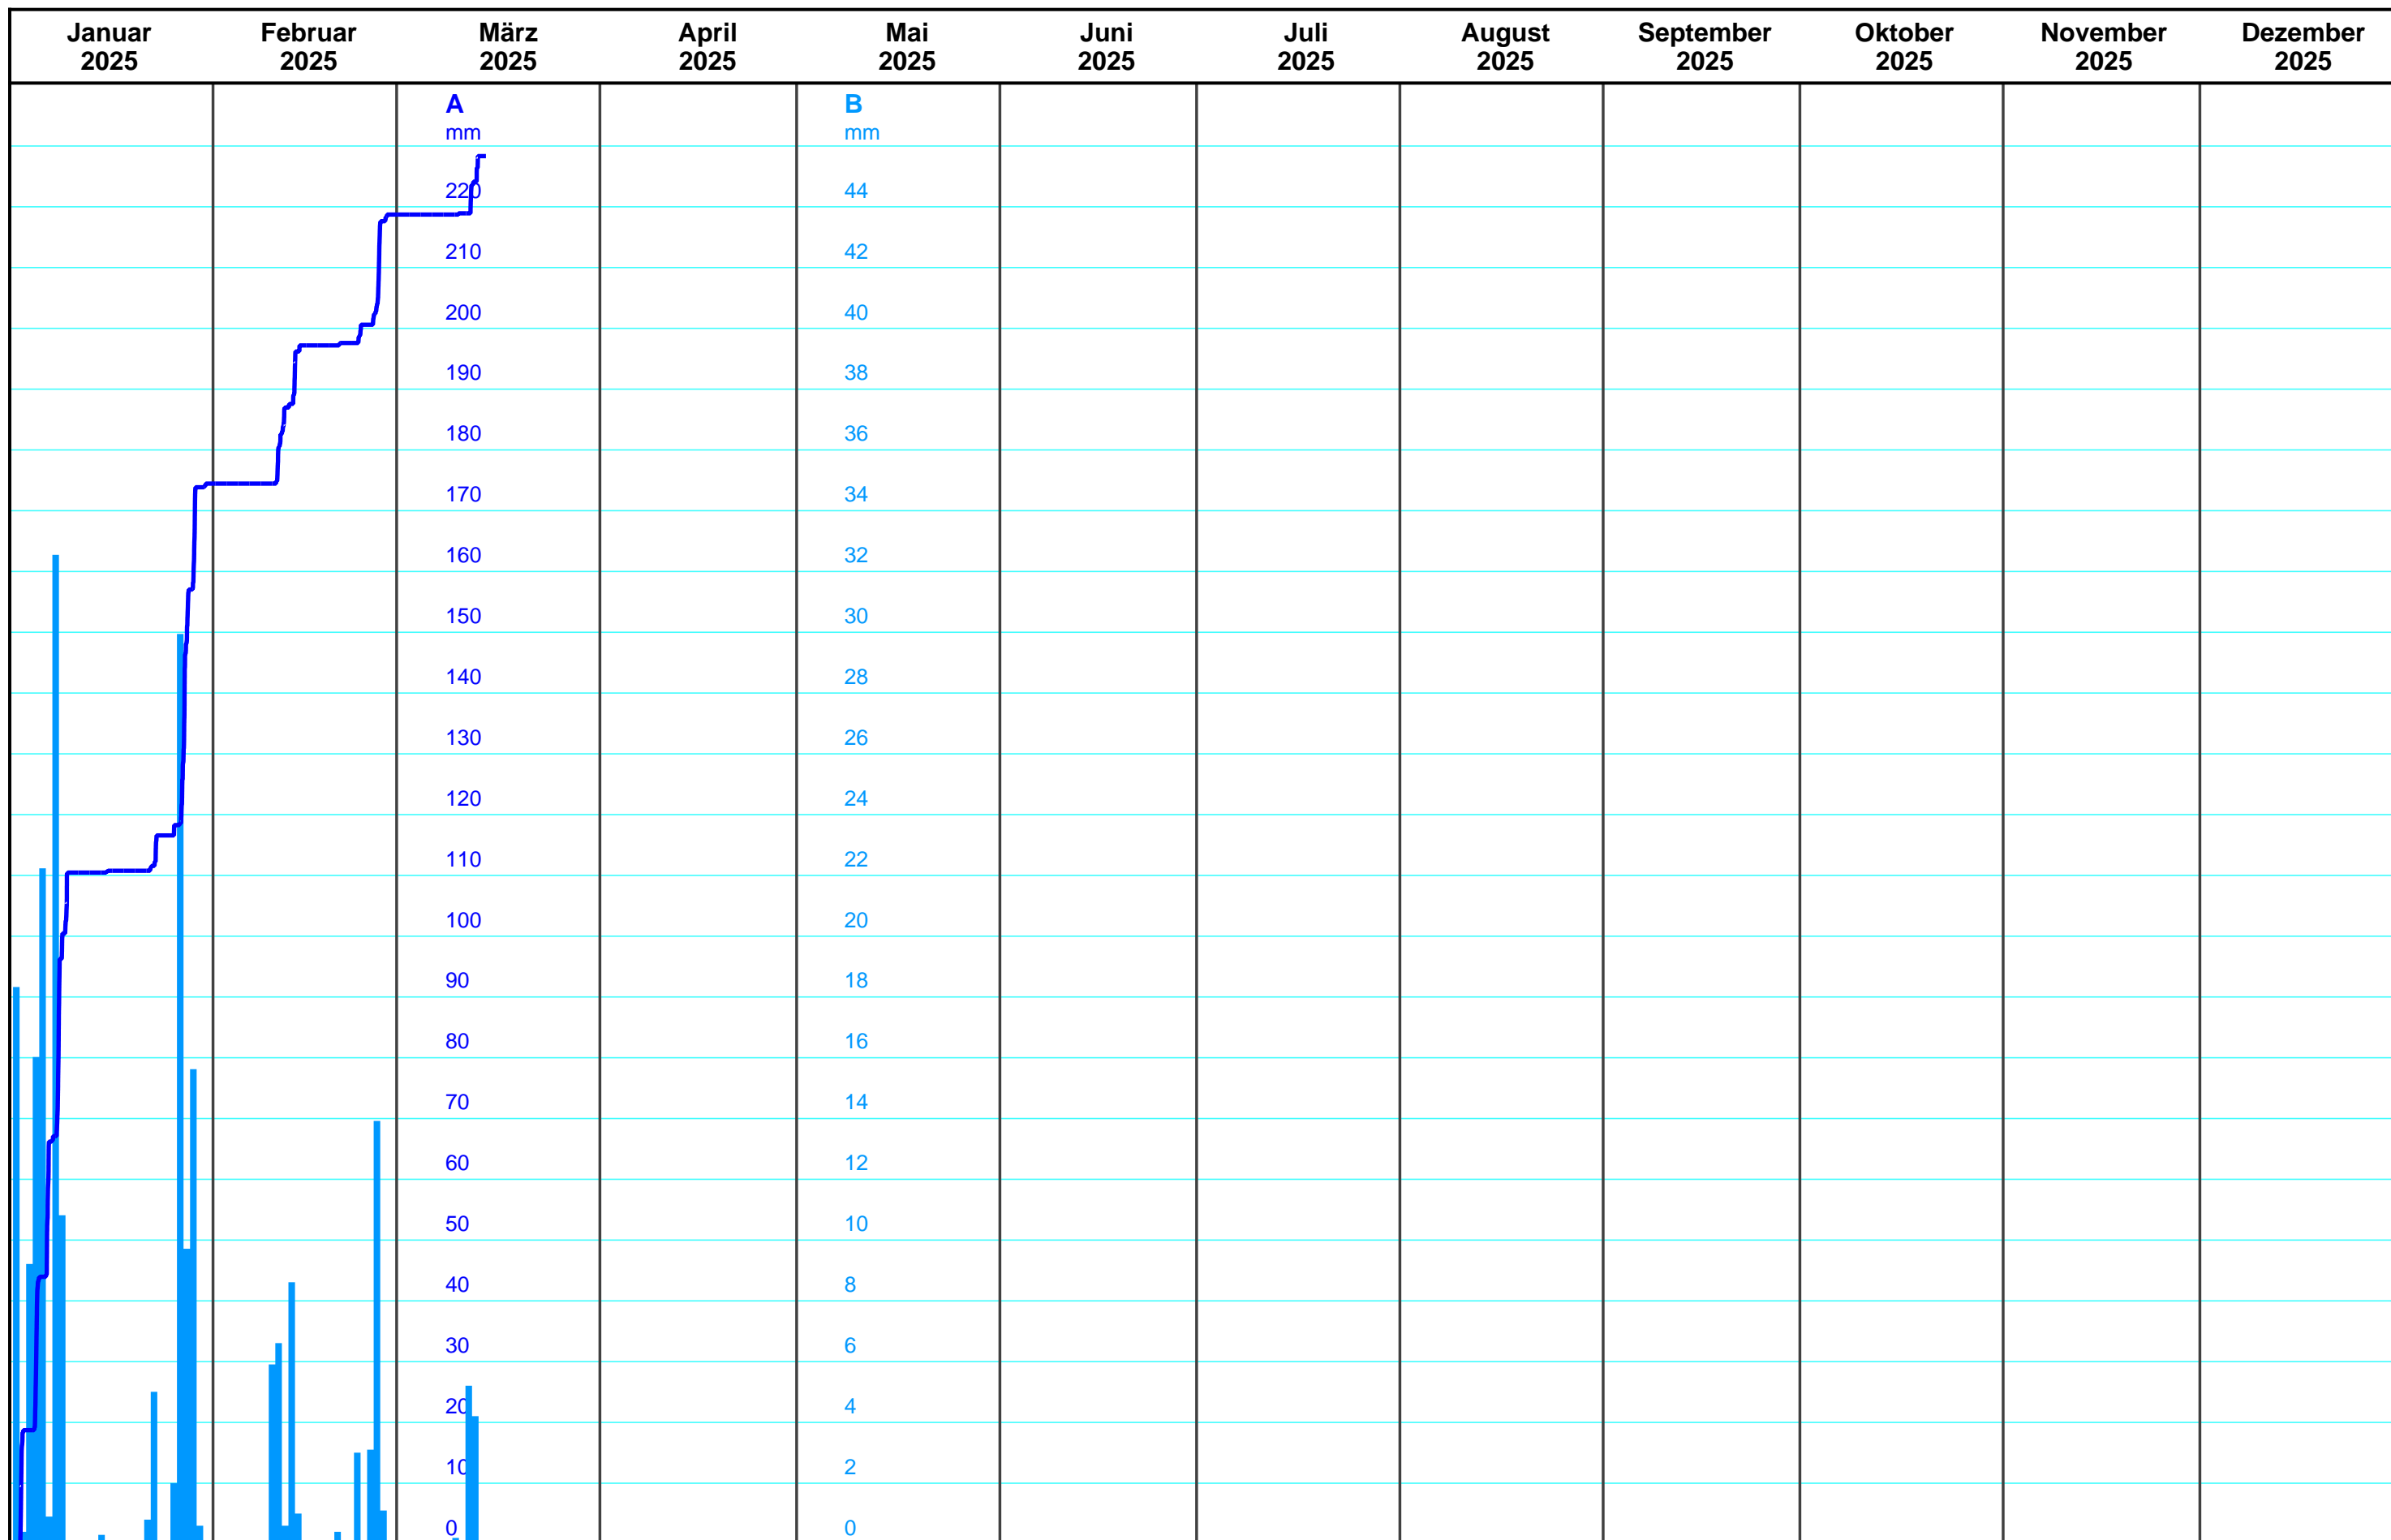 Januar 2025
Februar 2025
März 2025
April 2025
Mai 2025
Juni 2025
Juli 2025
August 2025
September 2025
Oktober 2025
November 2025
Dezember 2025
A B
mm mm
220 44
210 42
200 40
190 38
180 36
170 34
160 32
150 30
140 28
130 26
120 24
110 22
100 20
90 18
80 16
70 14
60 12
50 10
40 8
30 6
20 4
10 2
0 0